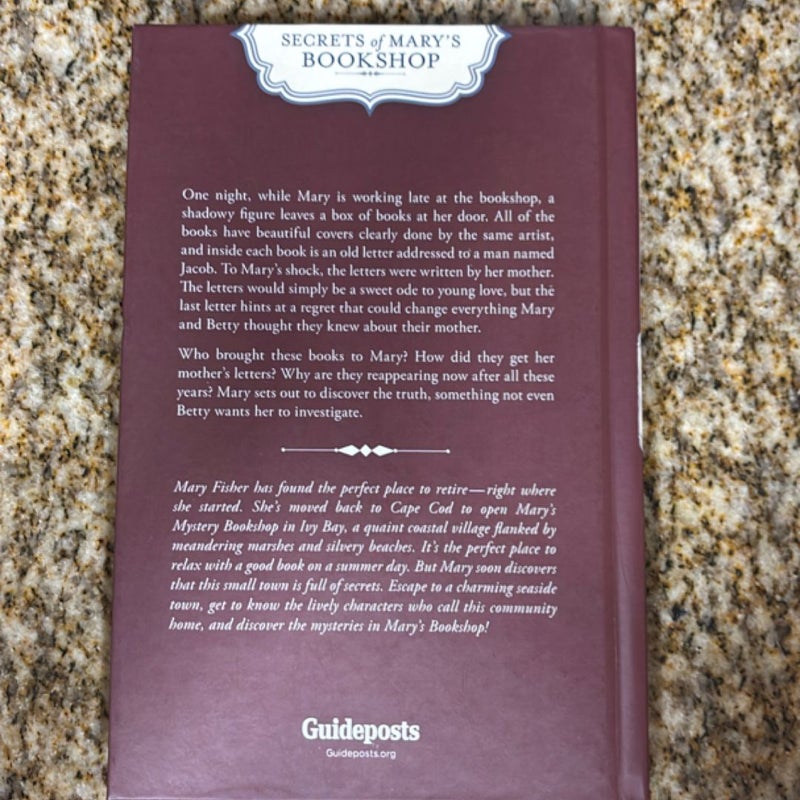 SECRETS of MARY'S
BOOKSHOP
One night, while Mary is working late at the bookshop, a
shadowy figure leaves a box of books at her door. All of the
books have beautiful covers clearly done by the same artist,
and inside each book is an old letter addressed to a man named
Jacob. To Mary's shock, the letters were written by her mother.
The letters would simply be a sweet ode to young love, but the
last letter hints at a regret that could change everything Mary
and Betty thought they knew about their mother.
Who brought these books to Mary? How did they get her
mother's letters? Why are they reappearing now after all these
years? Mary sets out to discover the truth, something not even
Betty wants her to investigate.
Mary Fisher has found the perfect place to retire—right where
she started. She's moved back to Cape Cod to open Mary's
Mystery Bookshop in Ivy Bay, a quaint coastal village flanked by
meandering marshes and silvery beaches. It's the perfect place to
relax with a good book on a summer day. But Mary soon discovers
that this small town is full of secrets. Escape to a charming seaside
town, get to know the lively characters who call this community
home, and discover the mysteries in Mary's Bookshop!
Guideposts
Guideposts.org